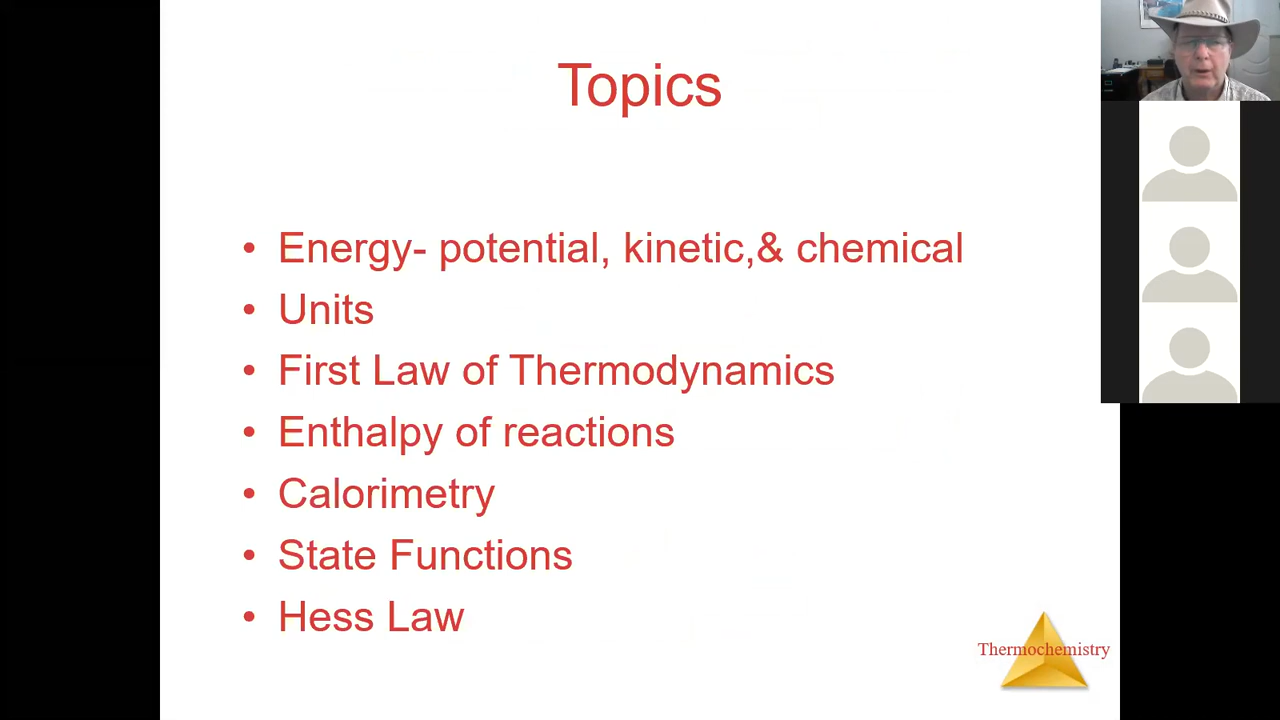 Topics
• Energy- potential, kinetic,& chemical
• Units
• First Law of Thermodynamics
• Enthalpy of reactions
• Calorimetry
• State Functions
• Hess Law
Thermochemistry